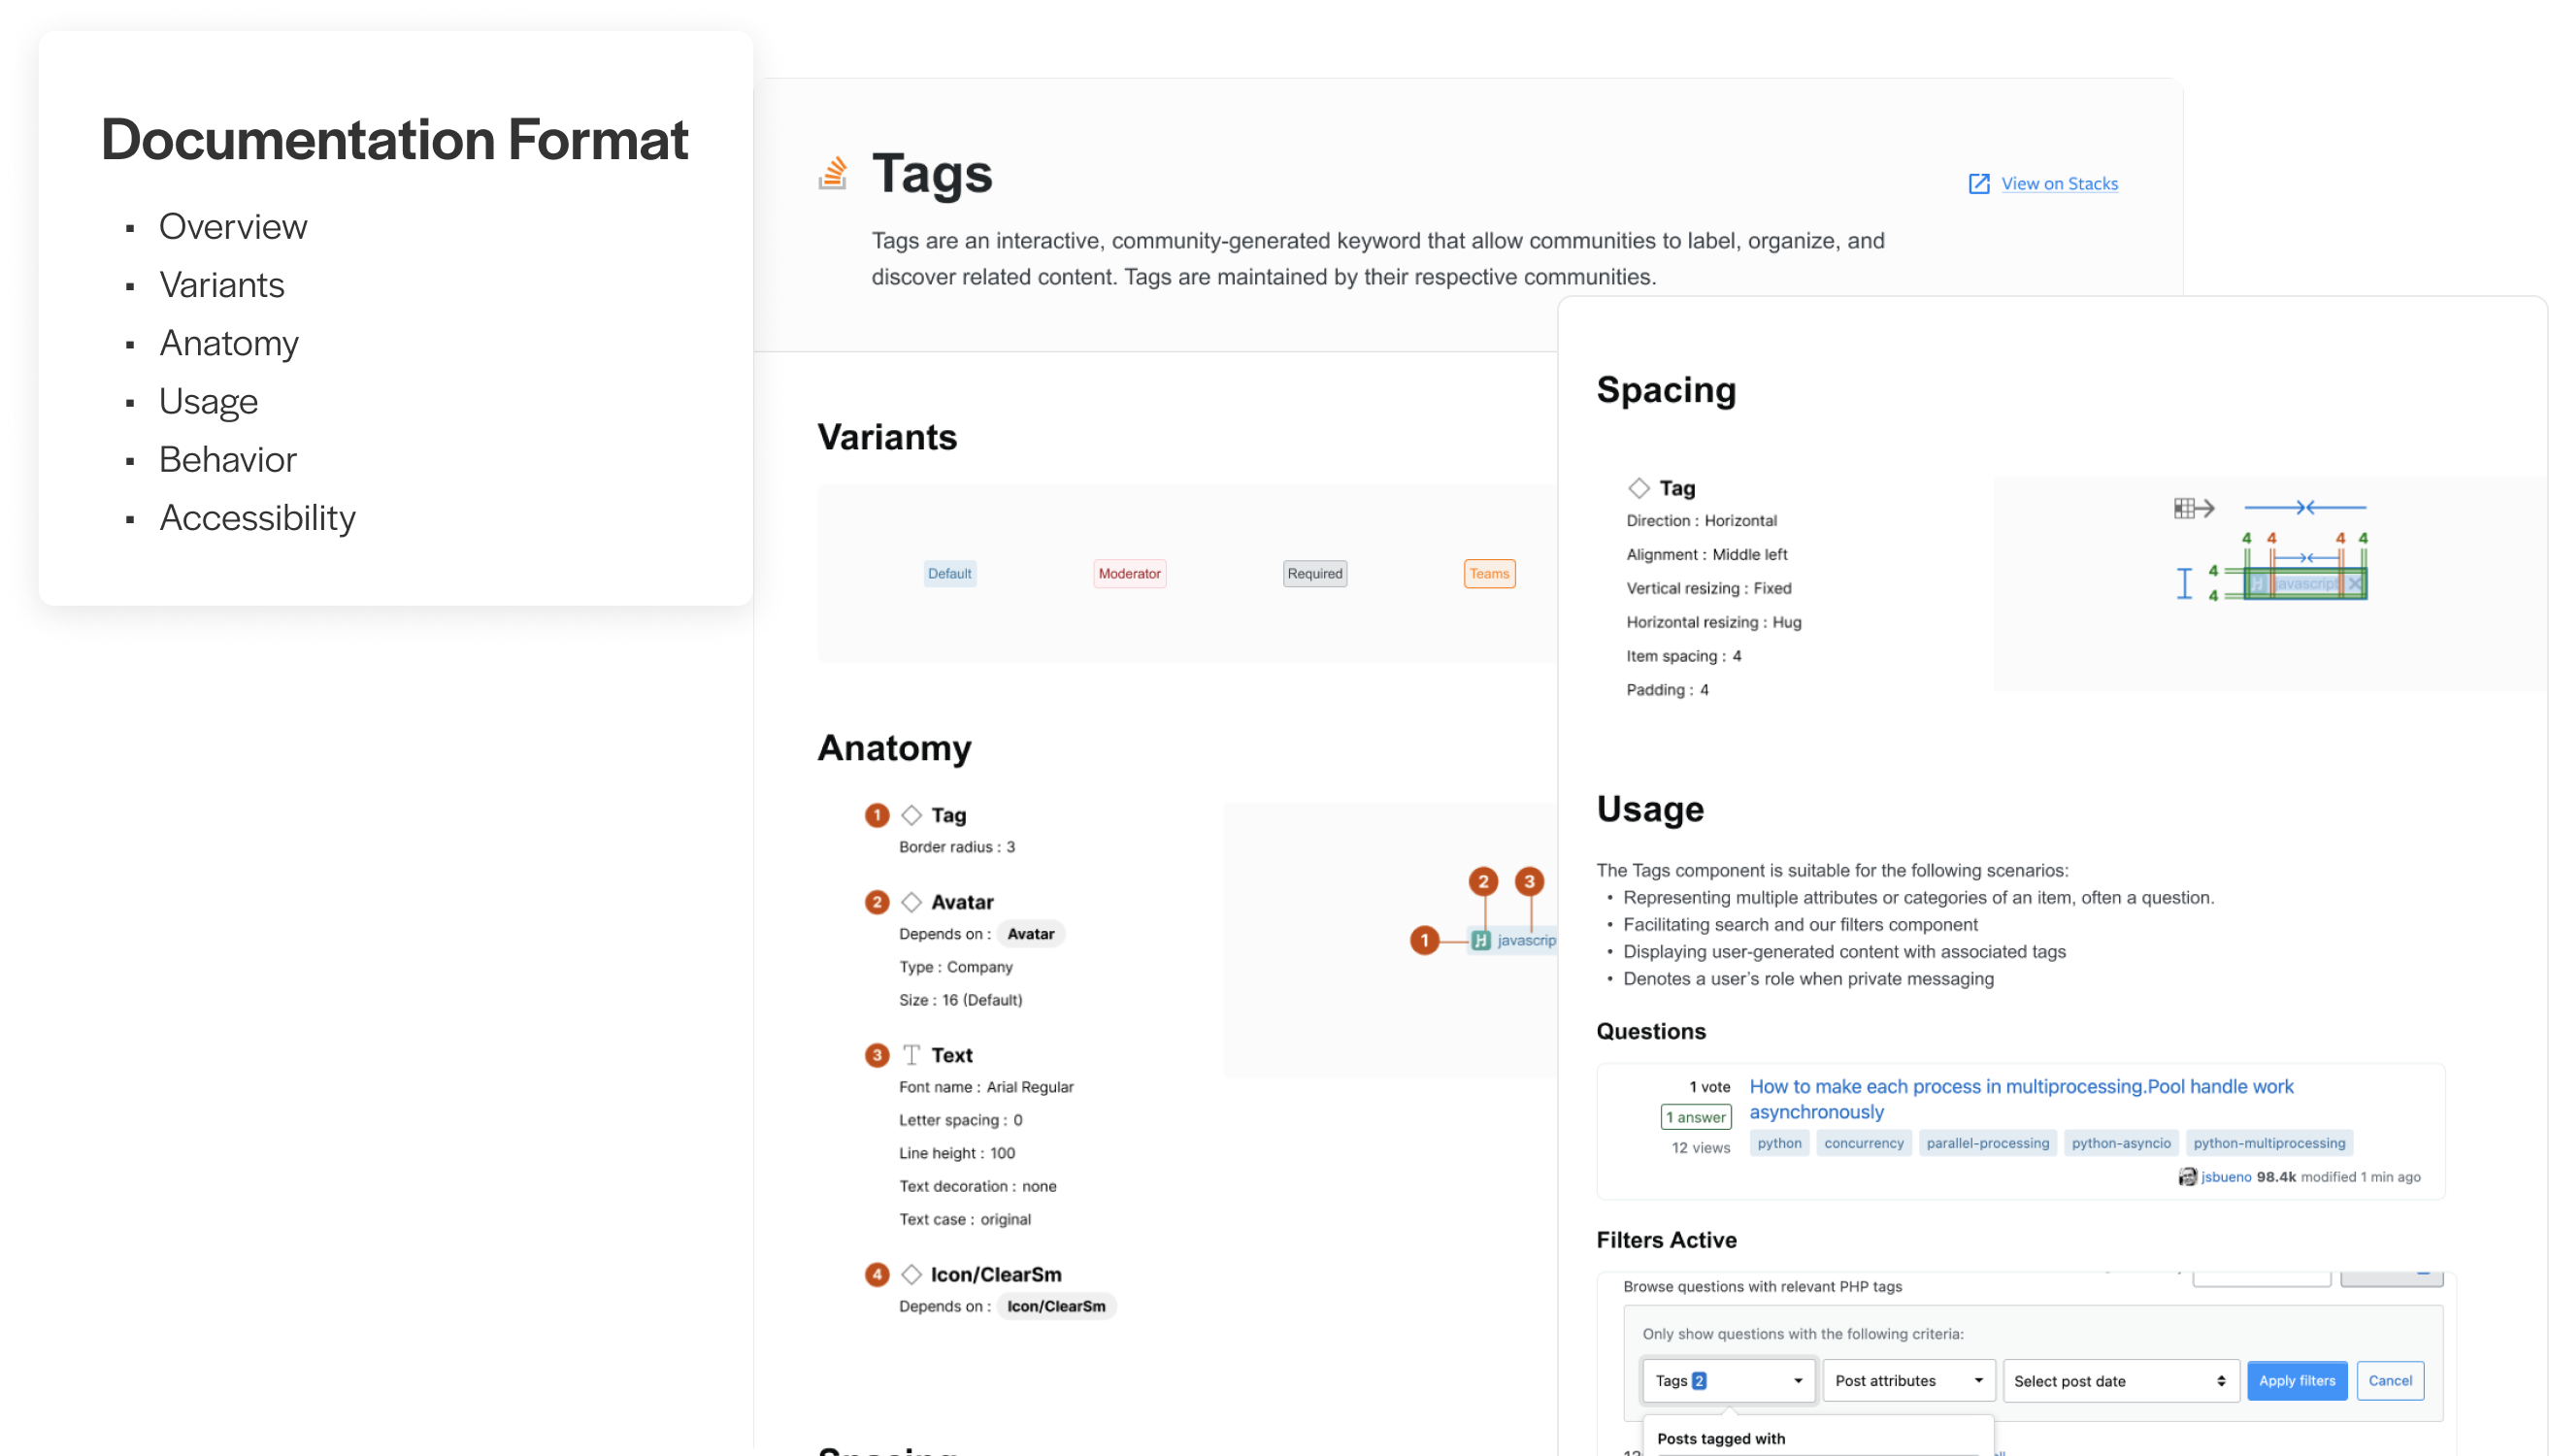 Documentation Format
▪ Overview
▪ Variants
▪ Anatomy
▪ Usage
▪ Behavior
▪ Accessibility
Tags
View on Stacks
Tags are an interactive, community-generated keyword that allow communities to label, organize, and
discover related content. Tags are maintained by their respective communities.
Variants
Default Moderator Required Teams
Anatomy
1 Tag
Border radius : 3
2 Avatar
Depends on : Avatar
Type : Company
Size : 16 (Default)
3 T Text
Font name : Arial Regular
Letter spacing : 0
Line height : 100
Text decoration : none
Text case : original
4 Icon/ClearSm
Depends on : Icon/ClearSm
2 3
1 H javascrip
Spacing
Spacing
Tag
Direction : Horizontal
Alignment : Middle left
Vertical resizing : Fixed
Horizontal resizing : Hug
Item spacing : 4
Padding : 4
4 4 4 4
4
H javascript
4
Usage
The Tags component is suitable for the following scenarios:
• Representing multiple attributes or categories of an item, often a question.
• Facilitating search and our filters component
• Displaying user-generated content with associated tags
• Denotes a user’s role when private messaging
Questions
1 vote
1 answer
12 views
How to make each process in multiprocessing.Pool handle work
asynchronously
python concurrency parallel-processing python-asyncio python-multiprocessing
jsbueno 98.4k modified 1 min ago
Filters Active
Browse questions with relevant PHP tags
Only show questions with the following criteria:
Tags 2 Post attributes Select post date Apply filters Cancel
Posts tagged with